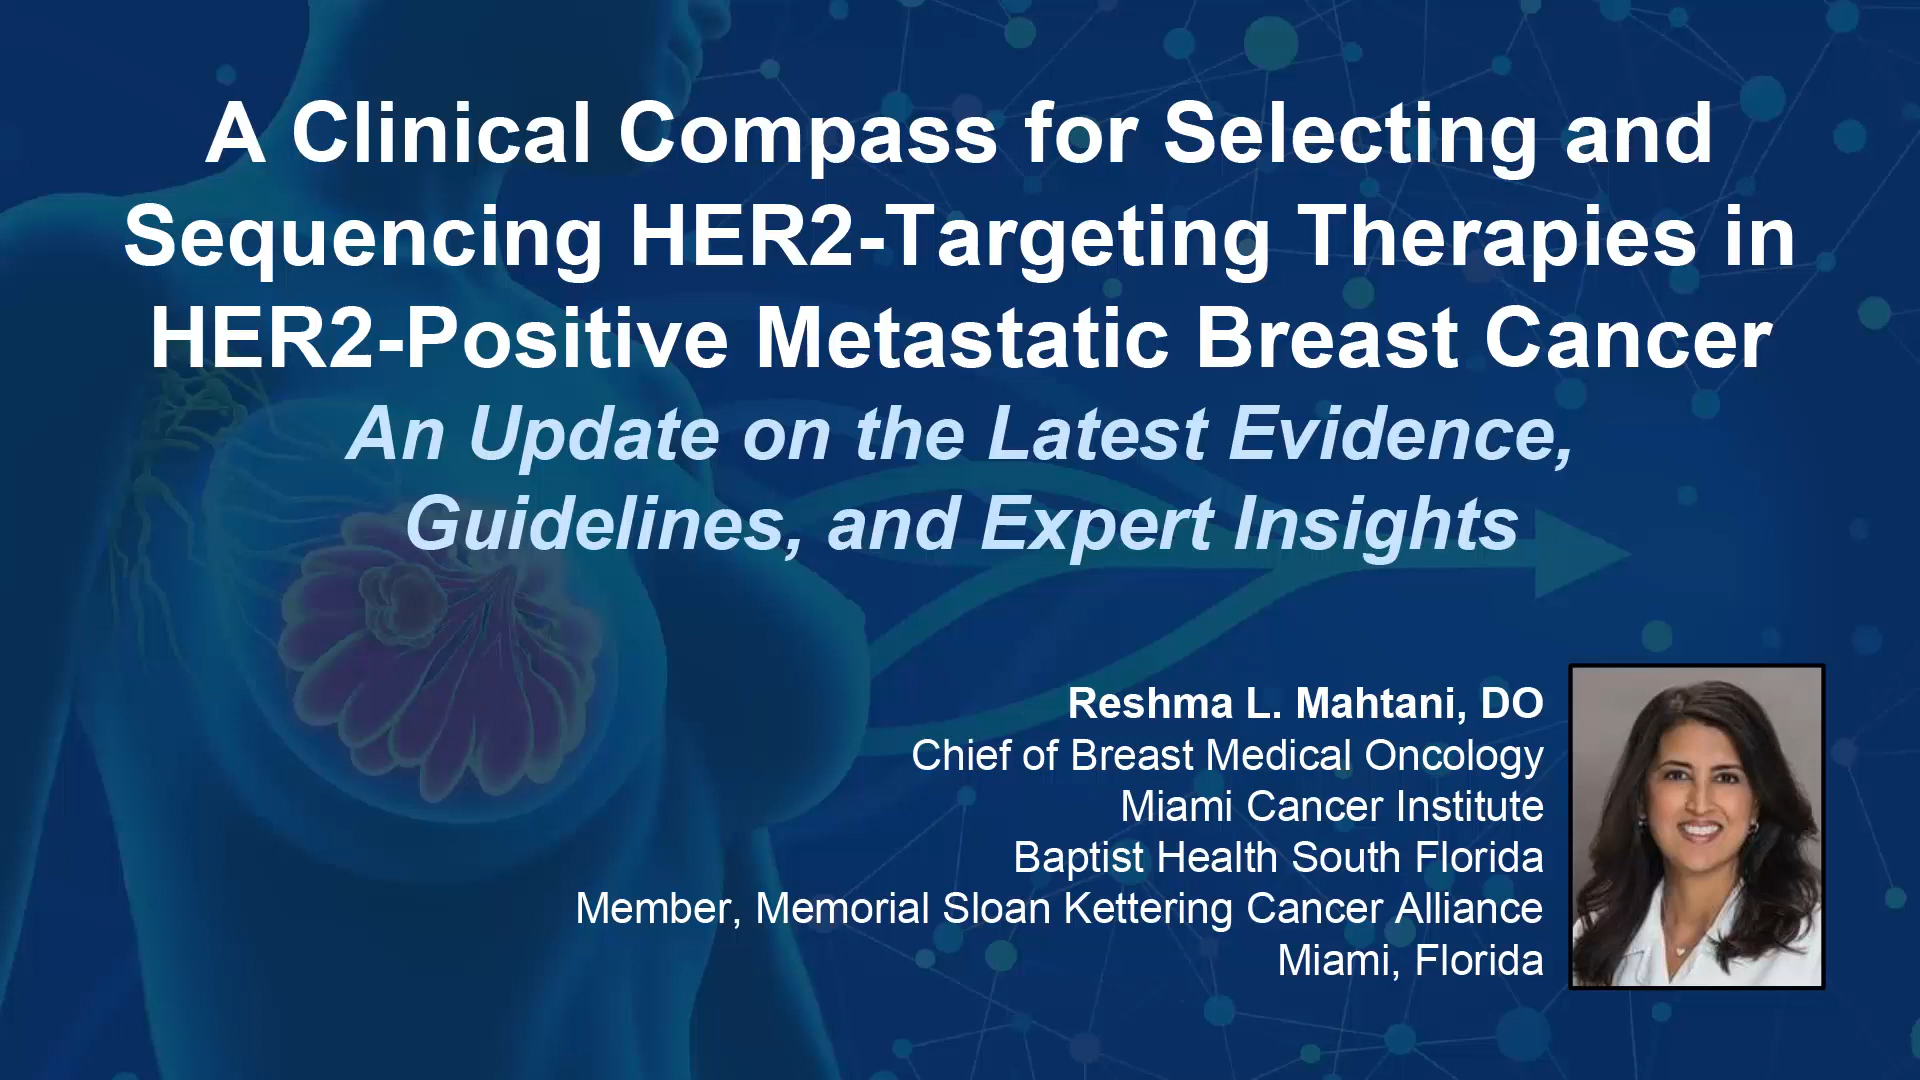 A Clinical Compass for Selecting and
Sequencing HER2-Targeting Therapies in
HER2-Positive Metastatic Breast Cancer
An Update on the Latest Evidence,
Guidelines, and Expert Insights
Reshma L. Mahtani, DO
Chief of Breast Medical Oncology
Miami Cancer Institute
Baptist Health South Florida
Member, Memorial Sloan Kettering Cancer Alliance
Miami, Florida